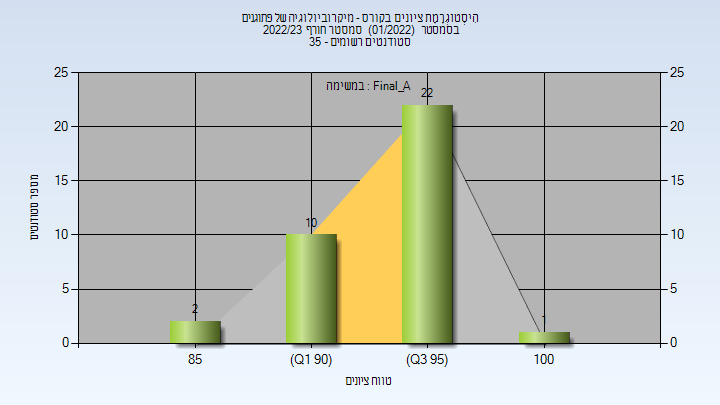 הִיסְטוגְרַמַת ציונים בקורס - מיקרוביולוגיה של פתוגנים
בסמסטר (01/2022) סמסטר חורף 2022/23
סטודנטים רשומים - 35
במשימה : Final_A
מספר סטודנטים
25 25
20 20
15 15
10 10
5 5
0 0
2 10 22 1
85 (Q1 90) (Q3 95) 100
טווח ציונים